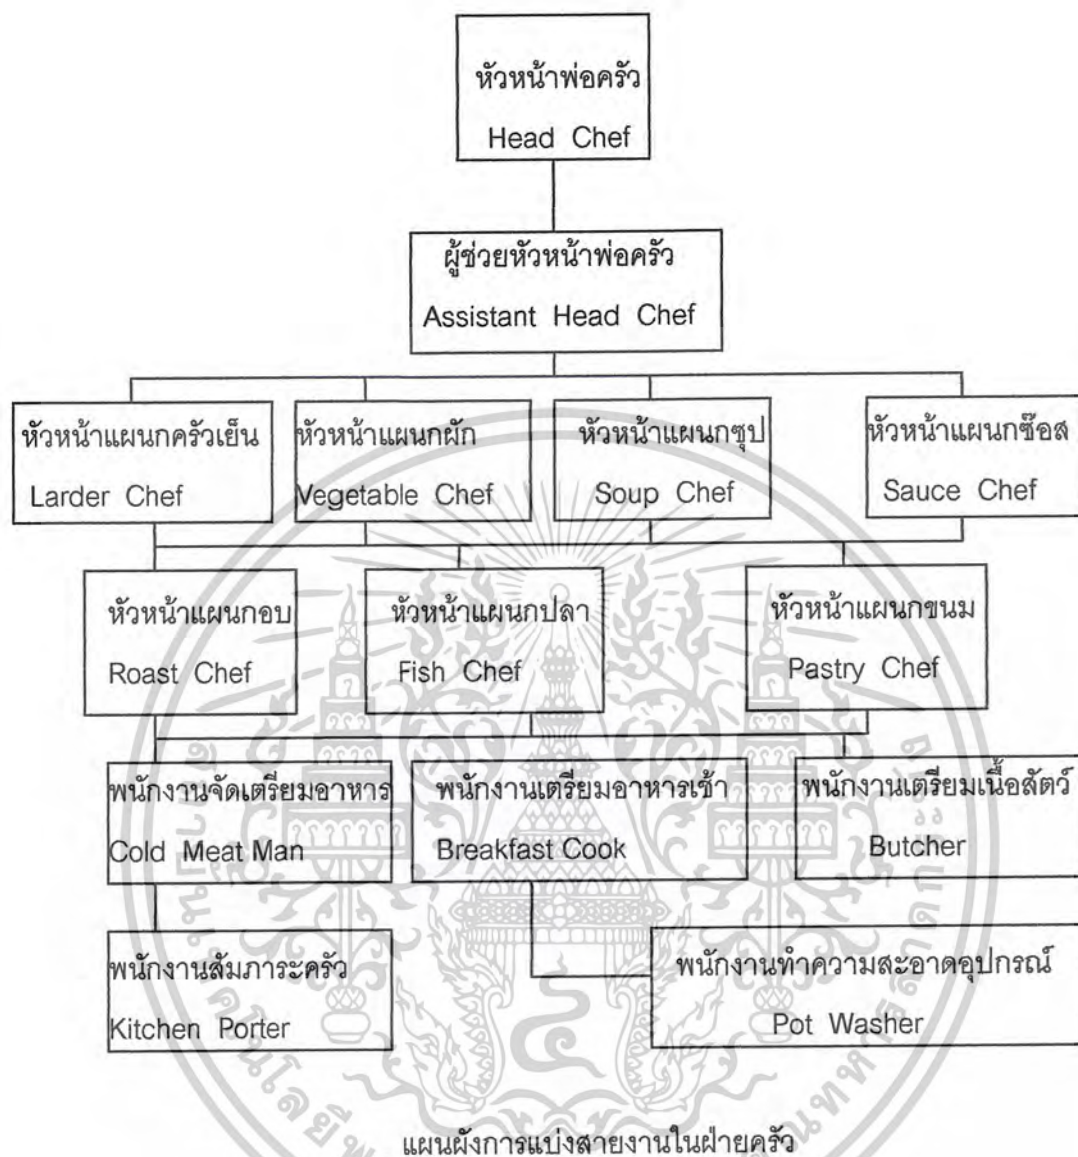 หัวหน้าพ่อครัว
Head Chef
ผู้ช่วยหัวหน้าพ่อครัว
Assistant Head Chef
หัวหน้าแผนกครัวเย็น
Larder Chef
หัวหน้าแผนกผัก
Vegetable Chef
หัวหน้าแผนกซุป
Soup Chef
หัวหน้าแผนกซ๊อส
Sauce Chef
หัวหน้าแผนกอบ
Roast Chef
หัวหน้าแผนกปลา
Fish Chef
หัวหน้าแผนกขนม
Pastry Chef
พนักงานจัดเตรียมอาหาร
Cold Meat Man
พนักงานเตรียมอาหารเช้า
Breakfast Cook
พนักงานเตรียมเนื้อสัตว์
Butcher
พนักงานสัมภาระครัว
Kitchen Porter
พนักงานทำความสะอาดอุปกรณ์
Pot Washer
แผนผังการแบ่งสายงานในฝ่ายครัว